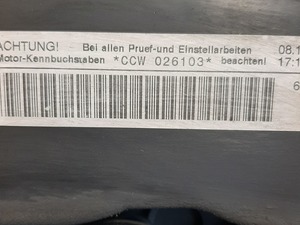 ACHTUNG! Bei allen Pruef-und Einstellarbeiten 08.1
Motor-Kennbuchstaben *CCW 026103* beachten! 17:1
6